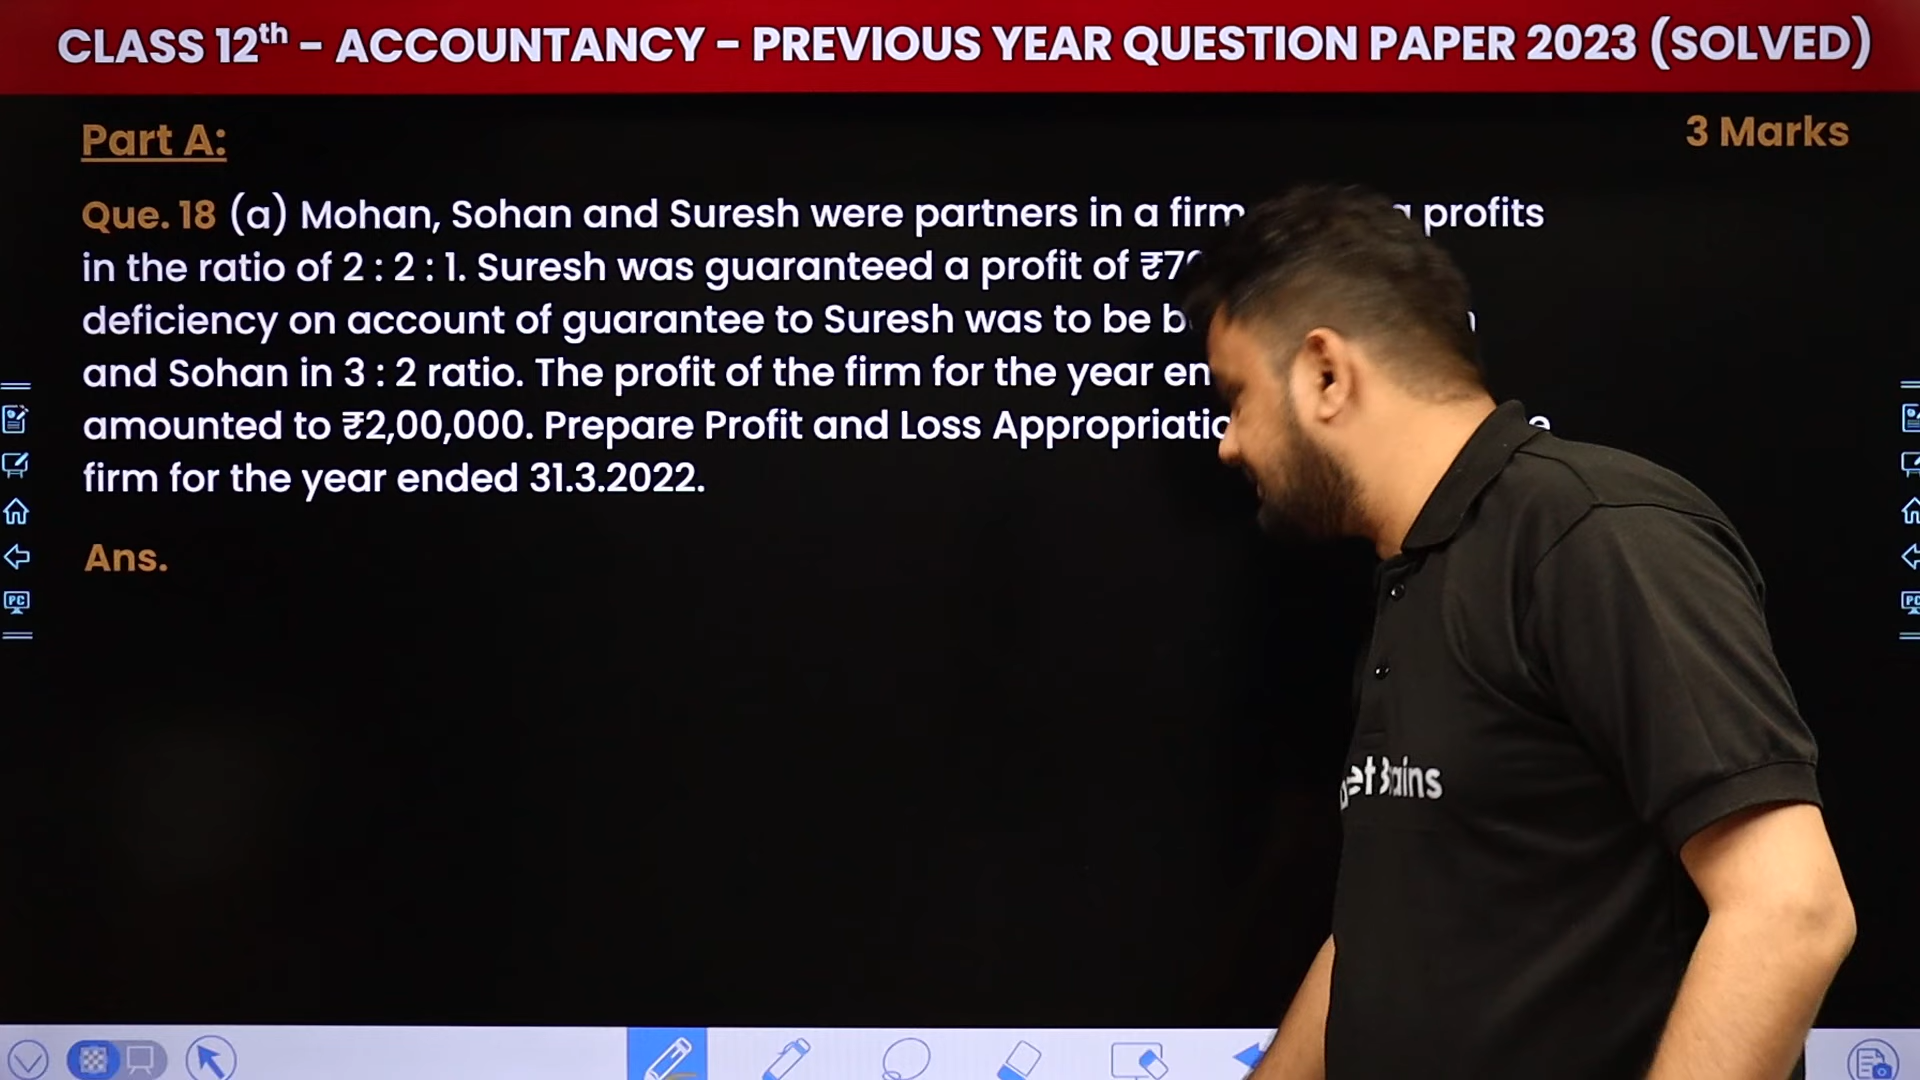 CLASS 12th - ACCOUNTANCY - PREVIOUS YEAR QUESTION PAPER 2023 (SOLVED)
Part A:
3 Marks
Que. 18 (a) Mohan, Sohan and Suresh were partners in a firm profits
in the ratio of 2 : 2 : 1. Suresh was guaranteed a profit of
deficiency on account of guarantee to Suresh was to be
and Sohan in 3 : 2 ratio. The profit of the firm for the year
amounted to ₹2,00,000. Prepare Profit and Loss
firm for the year ended 31.3.2022.
Ans.
PC